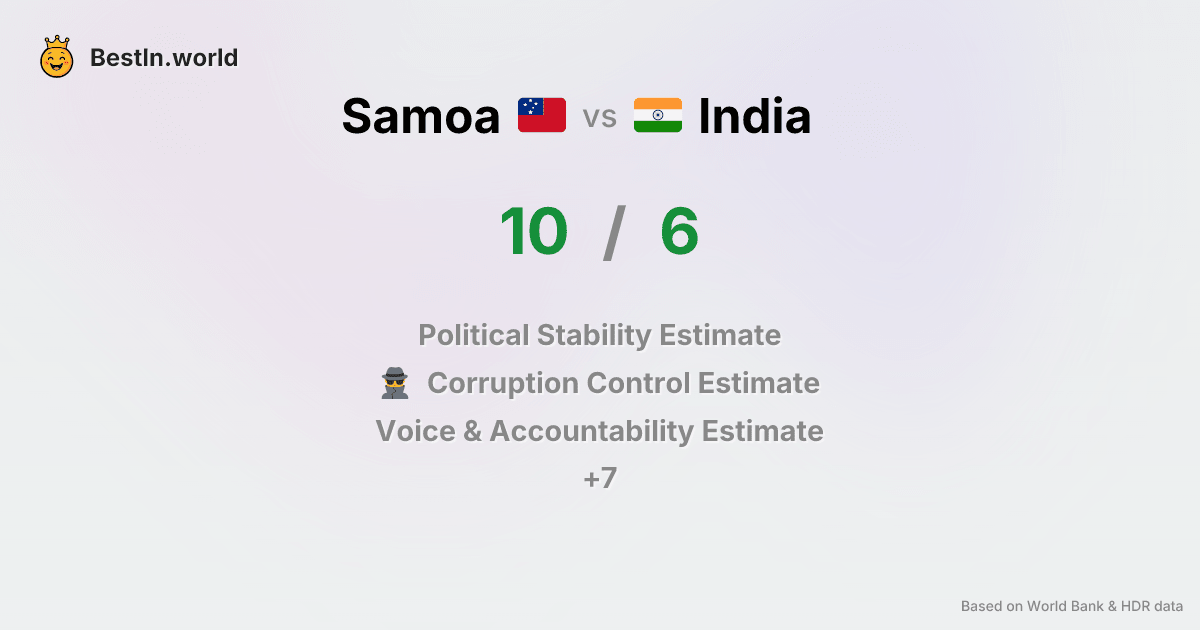 BestIn.world
Samoa vs India
10 / 6
Political Stability Estimate
Corruption Control Estimate
Voice & Accountability Estimate
+7
Based on World Bank & HDR data